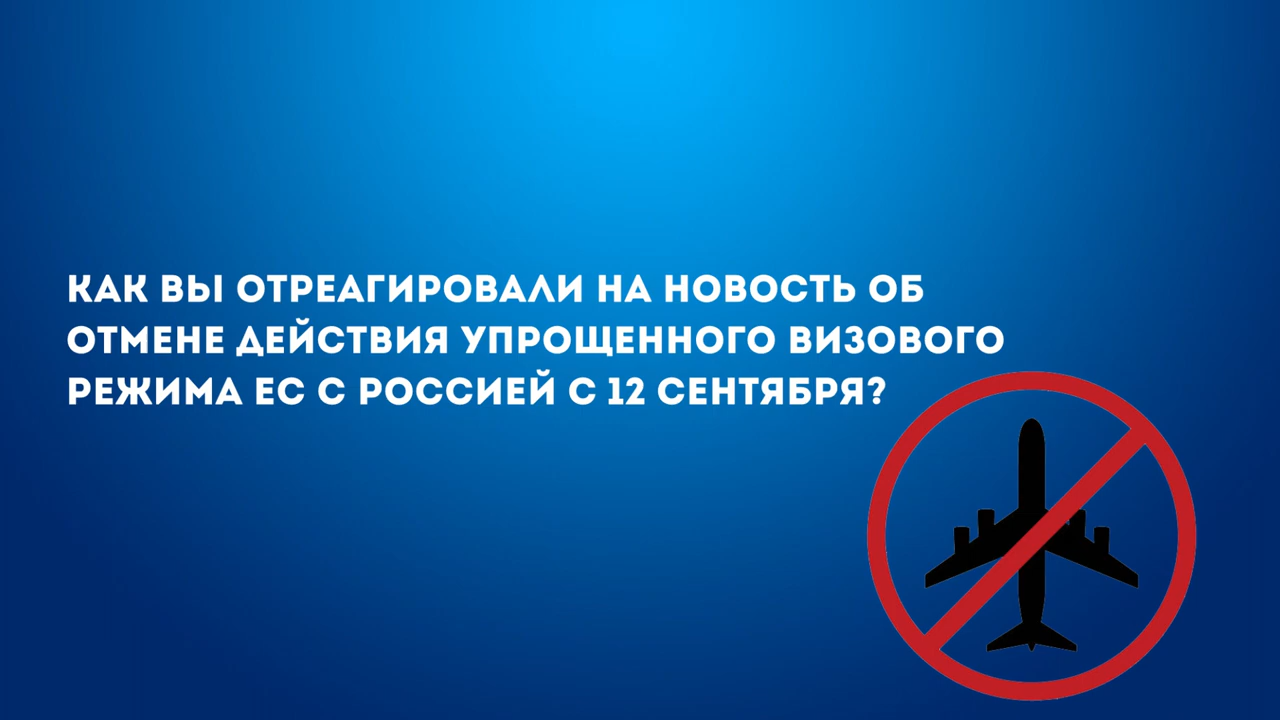 КАК ВЫ ОТРЕАГИРОВАЛИ НА НОВОСТЬ ОБ
ОТМЕНЕ ДЕЙСТВИЯ УПРОЩЕННОГО ВИЗОВОГО
РЕЖИМА ЕС С РОССИЕЙ С 12 СЕНТЯБРЯ?